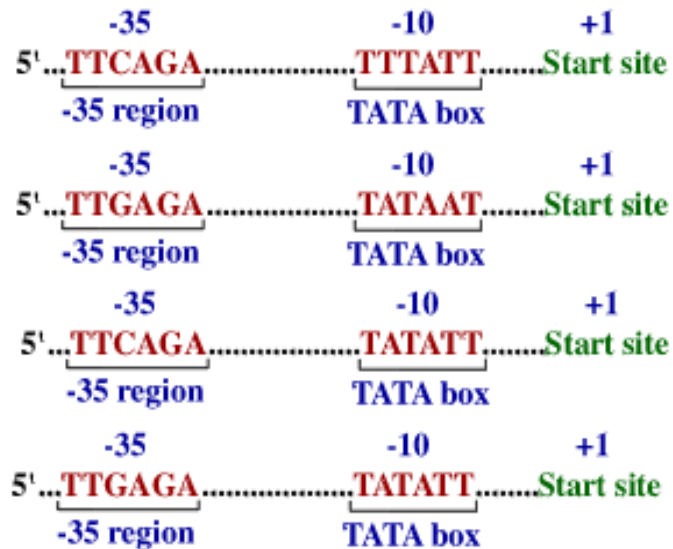 -35 -10 +1
5' ...TTCAGA....................TTTATT........Start site
-35 region TATA box
-35 -10 +1
5' ...TTGAGA....................TATAAT........Start site
-35 region TATA box
-35 -10 +1
5' ...TTCAGA....................TATATT........Start site
-35 region TATA box
-35 -10 +1
5' ...TTGAGA....................TATATT........Start site
-35 region TATA box